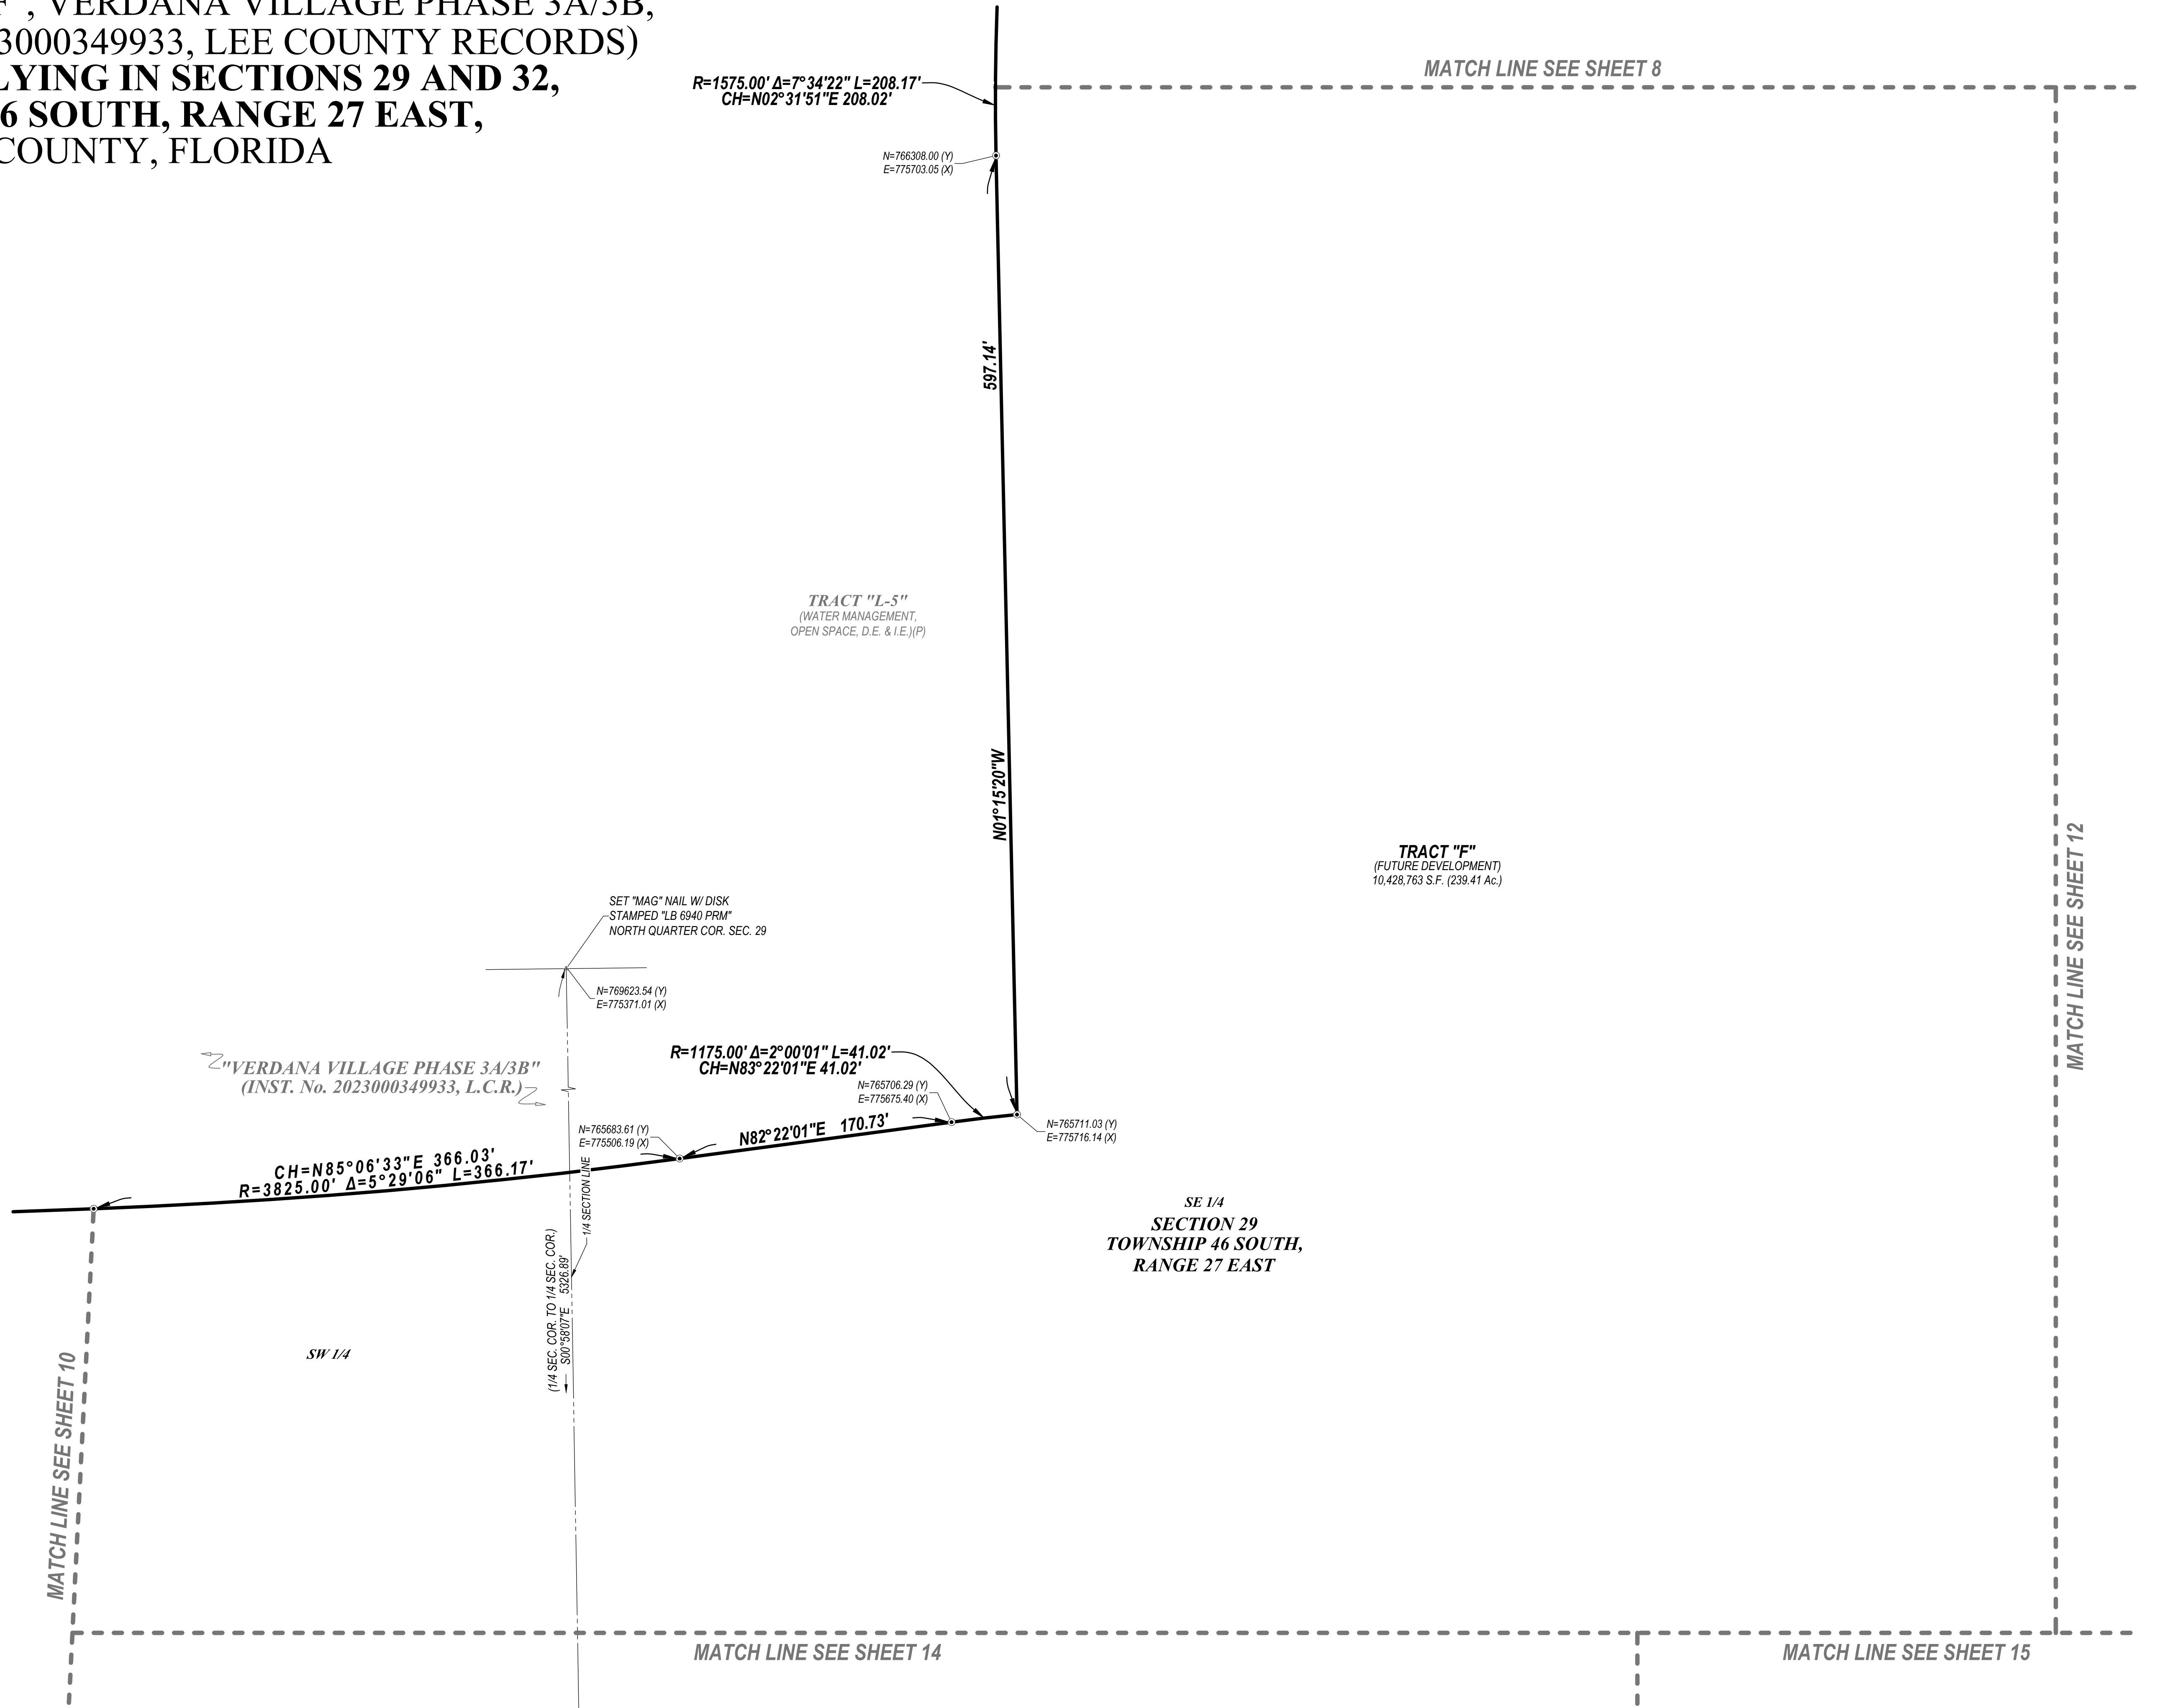 F", VERDANA VILLAGE PHASE 3A/3B,
3000349933, LEE COUNTY RECORDS)
LYING IN SECTIONS 29 AND 32,
6 SOUTH, RANGE 27 EAST,
COUNTY, FLORIDA
MATCH LINE SEE SHEET 8
R=1575.00' Δ=7°34'22" L=208.17'
CH=N02°31'51"E 208.02'
N=766308.00 (Y)
E=775703.05 (X)
597.14'
N01°15'20"W
TRACT "L-5"
(WATER MANAGEMENT,
OPEN SPACE, D.E. & I.E.)(P)
TRACT "F"
(FUTURE DEVELOPMENT)
10,428,763 S.F. (239.41 Ac.)
MATCH LINE SEE SHEET 12
SET "MAG" NAIL W/ DISK
STAMPED "LB 6940 PRM"
NORTH QUARTER COR. SEC. 29
N=769623.54 (Y)
E=775371.01 (X)
"VERDANA VILLAGE PHASE 3A/3B"
(INST. No. 2023000349933, L.C.R.)
R=1175.00' Δ=2°00'01" L=41.02'
CH=N83°22'01"E 41.02'
N=765706.29 (Y)
E=775675.40 (X)
N=765711.03 (Y)
E=775716.14 (X)
N=765683.61 (Y)
E=775506.19 (X)
N82°22'01"E 170.73'
CH=N85°06'33"E 366.03'
R=3825.00' Δ=5°29'06" L=366.17'
1/4 SECTION LINE
(1/4 SEC. COR. TO 1/4 SEC. COR.)
S00°58'07"E 5326.89'
SE 1/4
SECTION 29
TOWNSHIP 46 SOUTH,
RANGE 27 EAST
SW 1/4
MATCH LINE SEE SHEET 10
MATCH LINE SEE SHEET 14
MATCH LINE SEE SHEET 15